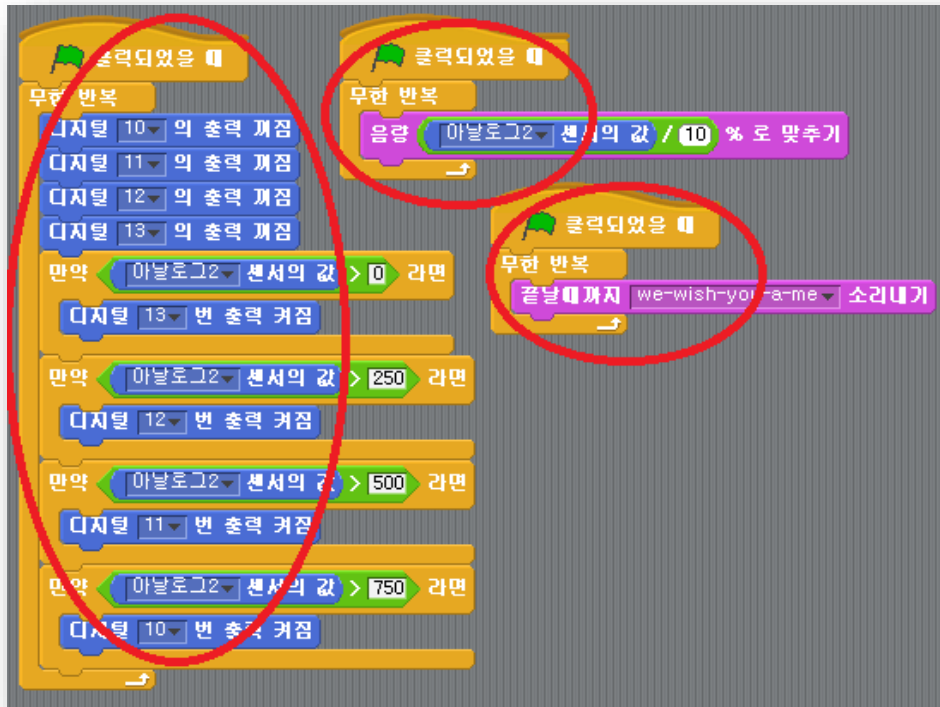 클릭되었을 때
무한 반복
디지털 10 의 출력 꺼짐
디지털 11 의 출력 꺼짐
디지털 12 의 출력 꺼짐
디지털 13 의 출력 꺼짐
만약 아날로그2 센서의 값 > 0 라면
디지털 13 번 출력 켜짐
만약 아날로그2 센서의 값 > 250 라면
디지털 12 번 출력 켜짐
만약 아날로그2 센서의 값 > 500 라면
디지털 11 번 출력 켜짐
만약 아날로그2 센서의 값 > 750 라면
디지털 10 번 출력 켜짐
클릭되었을 때
무한 반복
음량 아날로그2 센서의 값 / 10 % 로 맞추기
클릭되었을 때
무한 반복
끝날때까지 we-wish-you-a-me 소리내기